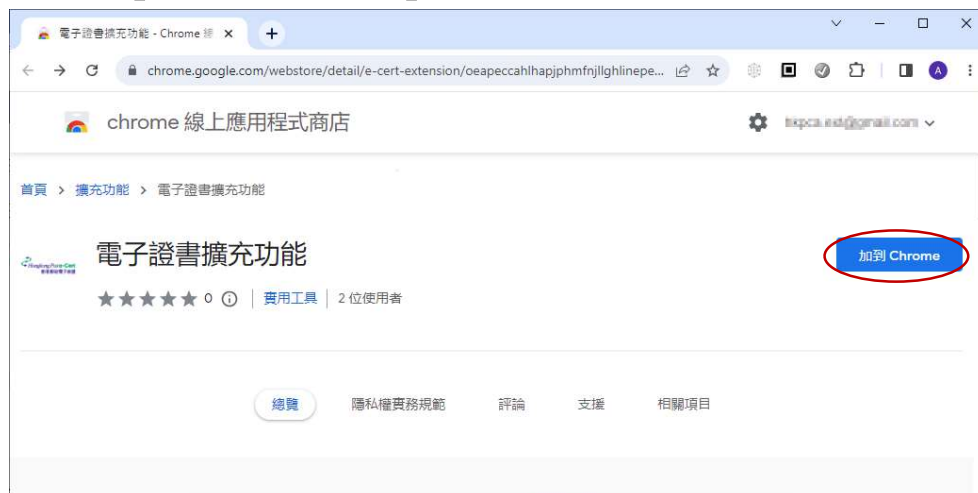 電子證書擴充功能 - Chrome 線
chrome.google.com/webstore/detail/e-cert-extension/oeapeccahlhapjphmfnjllghlinepe...
A
chrome 線上應用程式商店
首頁 > 擴充功能 > 電子證書擴充功能
電子證書擴充功能
加到 Chrome
0 | 實用工具 | 2 位使用者
總覽 隱私權實務規範 評論 支援 相關項目